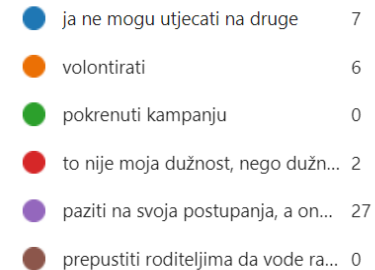 ja ne mogu utjecati na druge 7
volontirati 6
pokrenuti kampanju 0
to nije moja dužnost, nego dužn... 2
paziti na svoja postupanja, a on... 27
prepustiti roditeljima da vode ra... 0